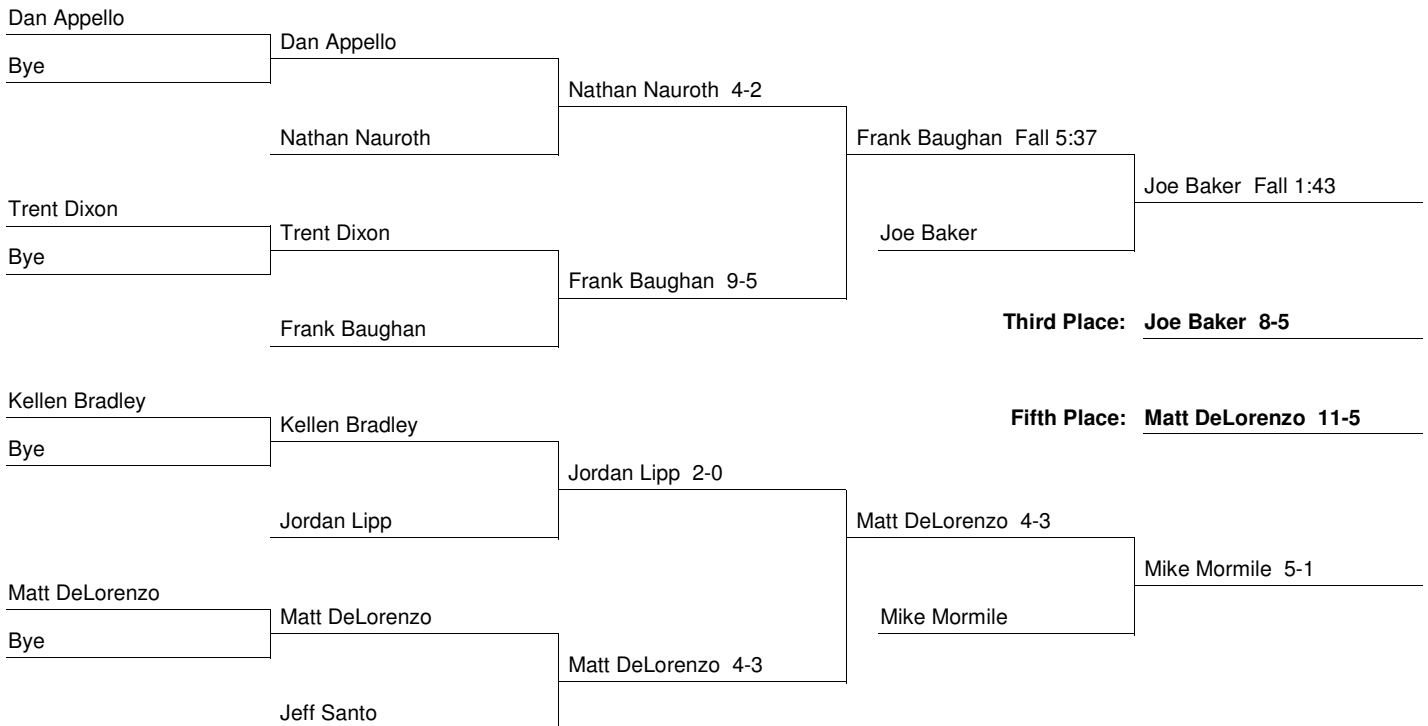 Dan Appello
Dan Appello
Bye
Nathan Nauroth 4-2
Nathan Nauroth
Frank Baughan Fall 5:37
Joe Baker Fall 1:43
Trent Dixon
Trent Dixon
Joe Baker
Bye
Frank Baughan 9-5
Frank Baughan
Third Place: Joe Baker 8-5
Kellen Bradley
Kellen Bradley
Fifth Place: Matt DeLorenzo 11-5
Bye
Jordan Lipp 2-0
Jordan Lipp
Matt DeLorenzo 4-3
Mike Mormile 5-1
Matt DeLorenzo
Matt DeLorenzo
Mike Mormile
Bye
Matt DeLorenzo 4-3
Jeff Santo